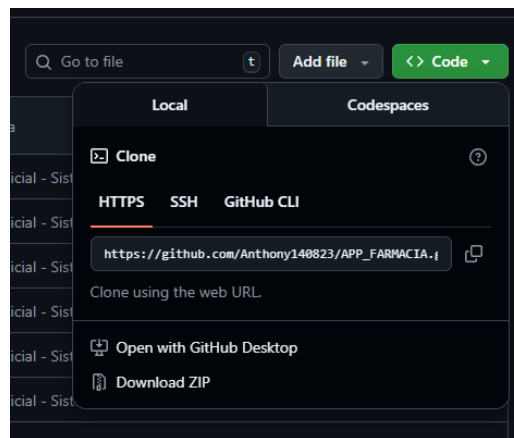 Go to file t Add file <> Code
Local Codespaces
a
Clone ?
icial - Sist
HTTPS SSH GitHub CLI
icial - Sist
https://github.com/Anthony140823/APP_FARMACIA.g
icial - Sist
Clone using the web URL.
icial - Sist
Open with GitHub Desktop
icial - Sist
Download ZIP
icial - Sist